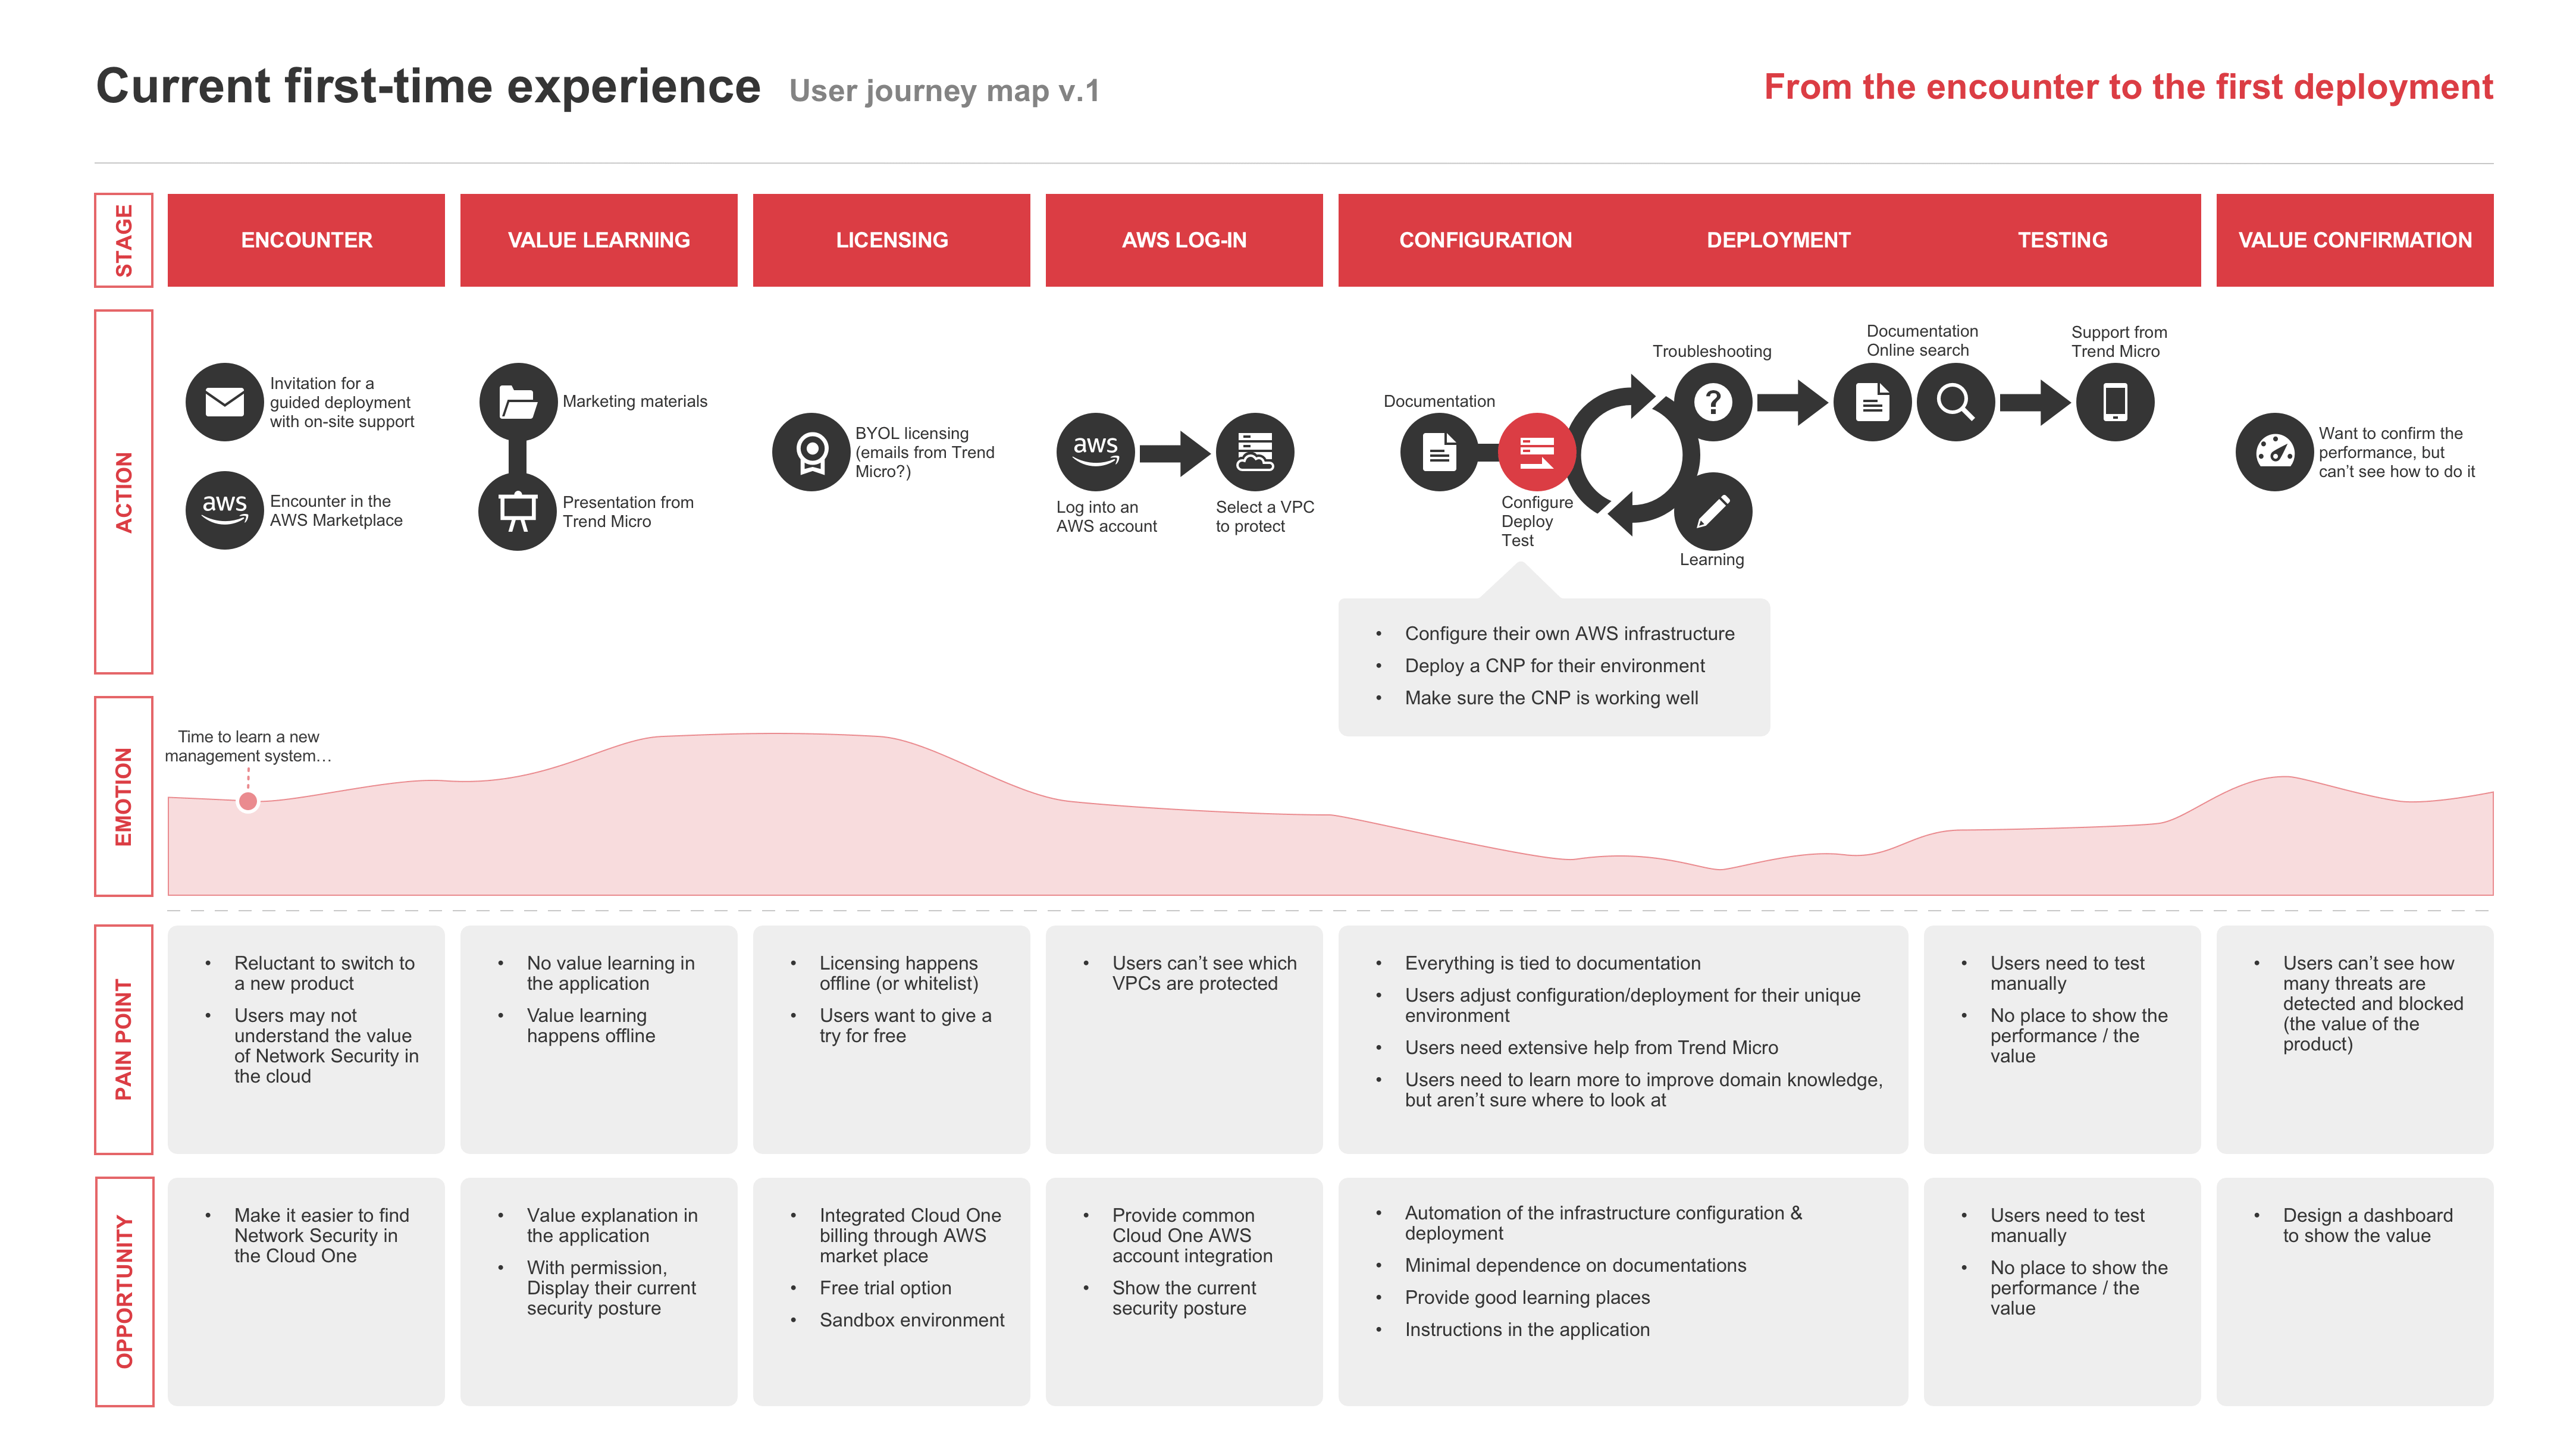 Current first-time experience User journey map v.1
From the encounter to the first deployment
STAGE
ENCOUNTER
VALUE LEARNING
LICENSING
AWS LOG-IN
CONFIGURATION
DEPLOYMENT
TESTING
VALUE CONFIRMATION
ACTION
Invitation for a
guided deployment
with on-site support
aws
Encounter in the
AWS Marketplace
Marketing materials
Presentation from
Trend Micro
BYOL licensing
(emails from Trend
Micro?)
aws
Log into an
AWS account
Select a VPC
to protect
Documentation
Configure
Deploy
Test
Troubleshooting
?
Learning
Documentation
Online search
Support from
Trend Micro
Want to confirm the
performance, but
can’t see how to do it
• Configure their own AWS infrastructure
• Deploy a CNP for their environment
• Make sure the CNP is working well
EMOTION
Time to learn a new
management system…
PAIN POINT
• Reluctant to switch to
a new product
• Users may not
understand the value
of Network Security in
the cloud
• No value learning in
the application
• Value learning
happens offline
• Licensing happens
offline (or whitelist)
• Users want to give a
try for free
• Users can’t see which
VPCs are protected
• Everything is tied to documentation
• Users adjust configuration/deployment for their unique
environment
• Users need extensive help from Trend Micro
• Users need to learn more to improve domain knowledge,
but aren’t sure where to look at
• Users need to test
manually
• No place to show the
performance / the
value
• Users can’t see how
many threats are
detected and blocked
(the value of the
product)
OPPORTUNITY
• Make it easier to find
Network Security in
the Cloud One
• Value explanation in
the application
• With permission,
Display their current
security posture
• Integrated Cloud One
billing through AWS
market place
• Free trial option
• Sandbox environment
• Provide common
Cloud One AWS
account integration
• Show the current
security posture
• Automation of the infrastructure configuration &
deployment
• Minimal dependence on documentations
• Provide good learning places
• Instructions in the application
• Users need to test
manually
• No place to show the
performance / the
value
• Design a dashboard
to show the value